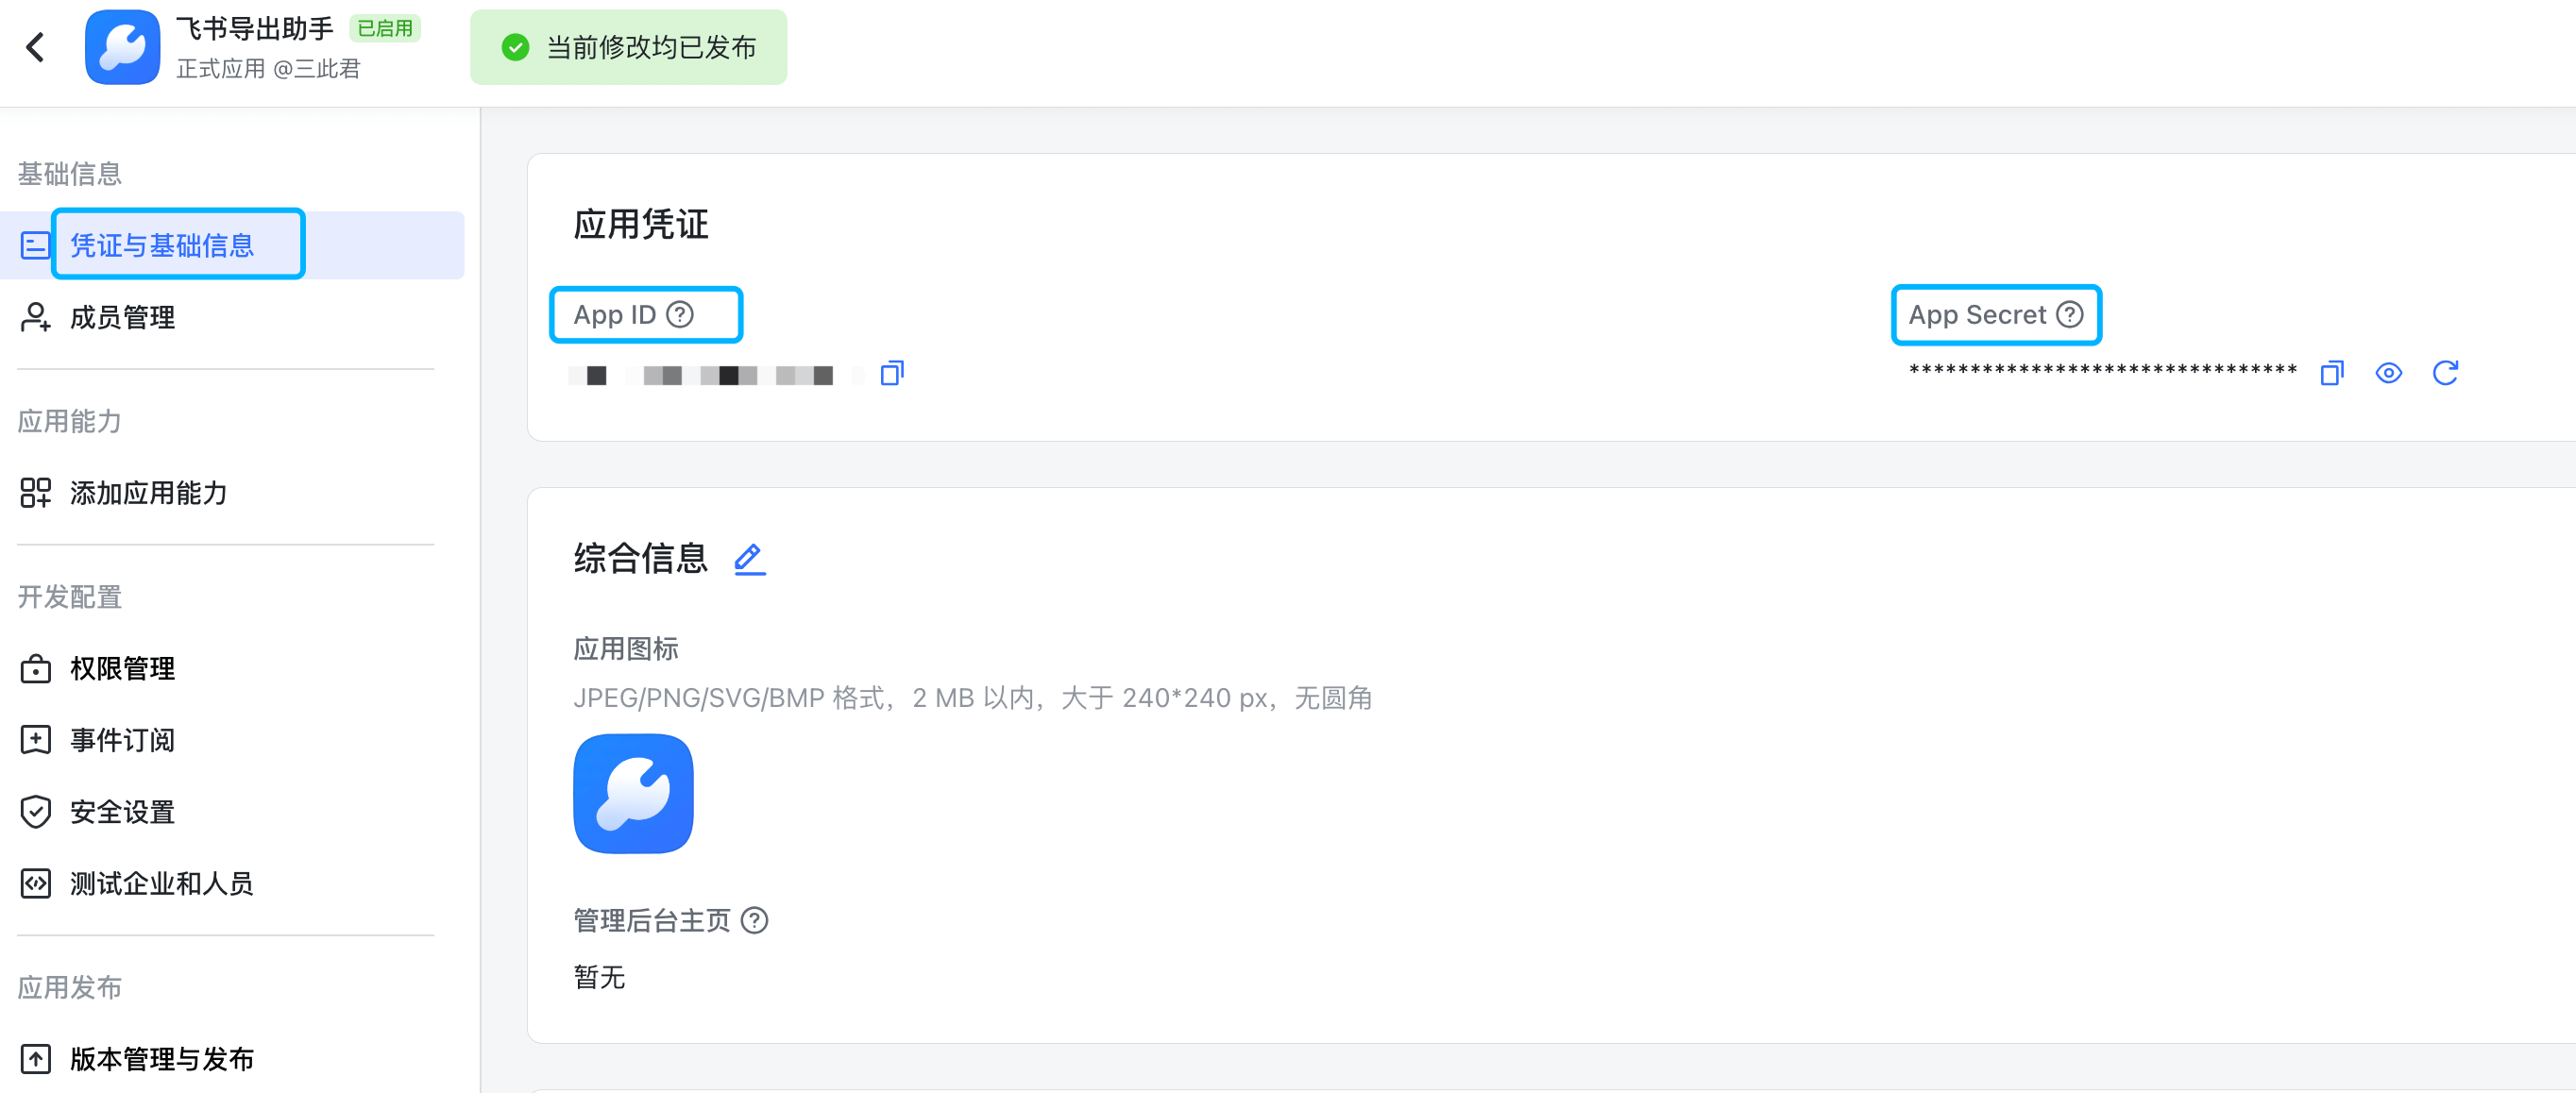 飞书导出助手 已启用
正式应用 @三此君
当前修改均已发布
基础信息
凭证与基础信息
成员管理
应用能力
添加应用能力
开发配置
权限管理
事件订阅
安全设置
测试企业和人员
应用发布
版本管理与发布
应用凭证
App ID
App Secret
********************************
综合信息
应用图标
JPEG/PNG/SVG/BMP 格式，2 MB 以内，大于 240*240 px，无圆角
管理后台主页
暂无